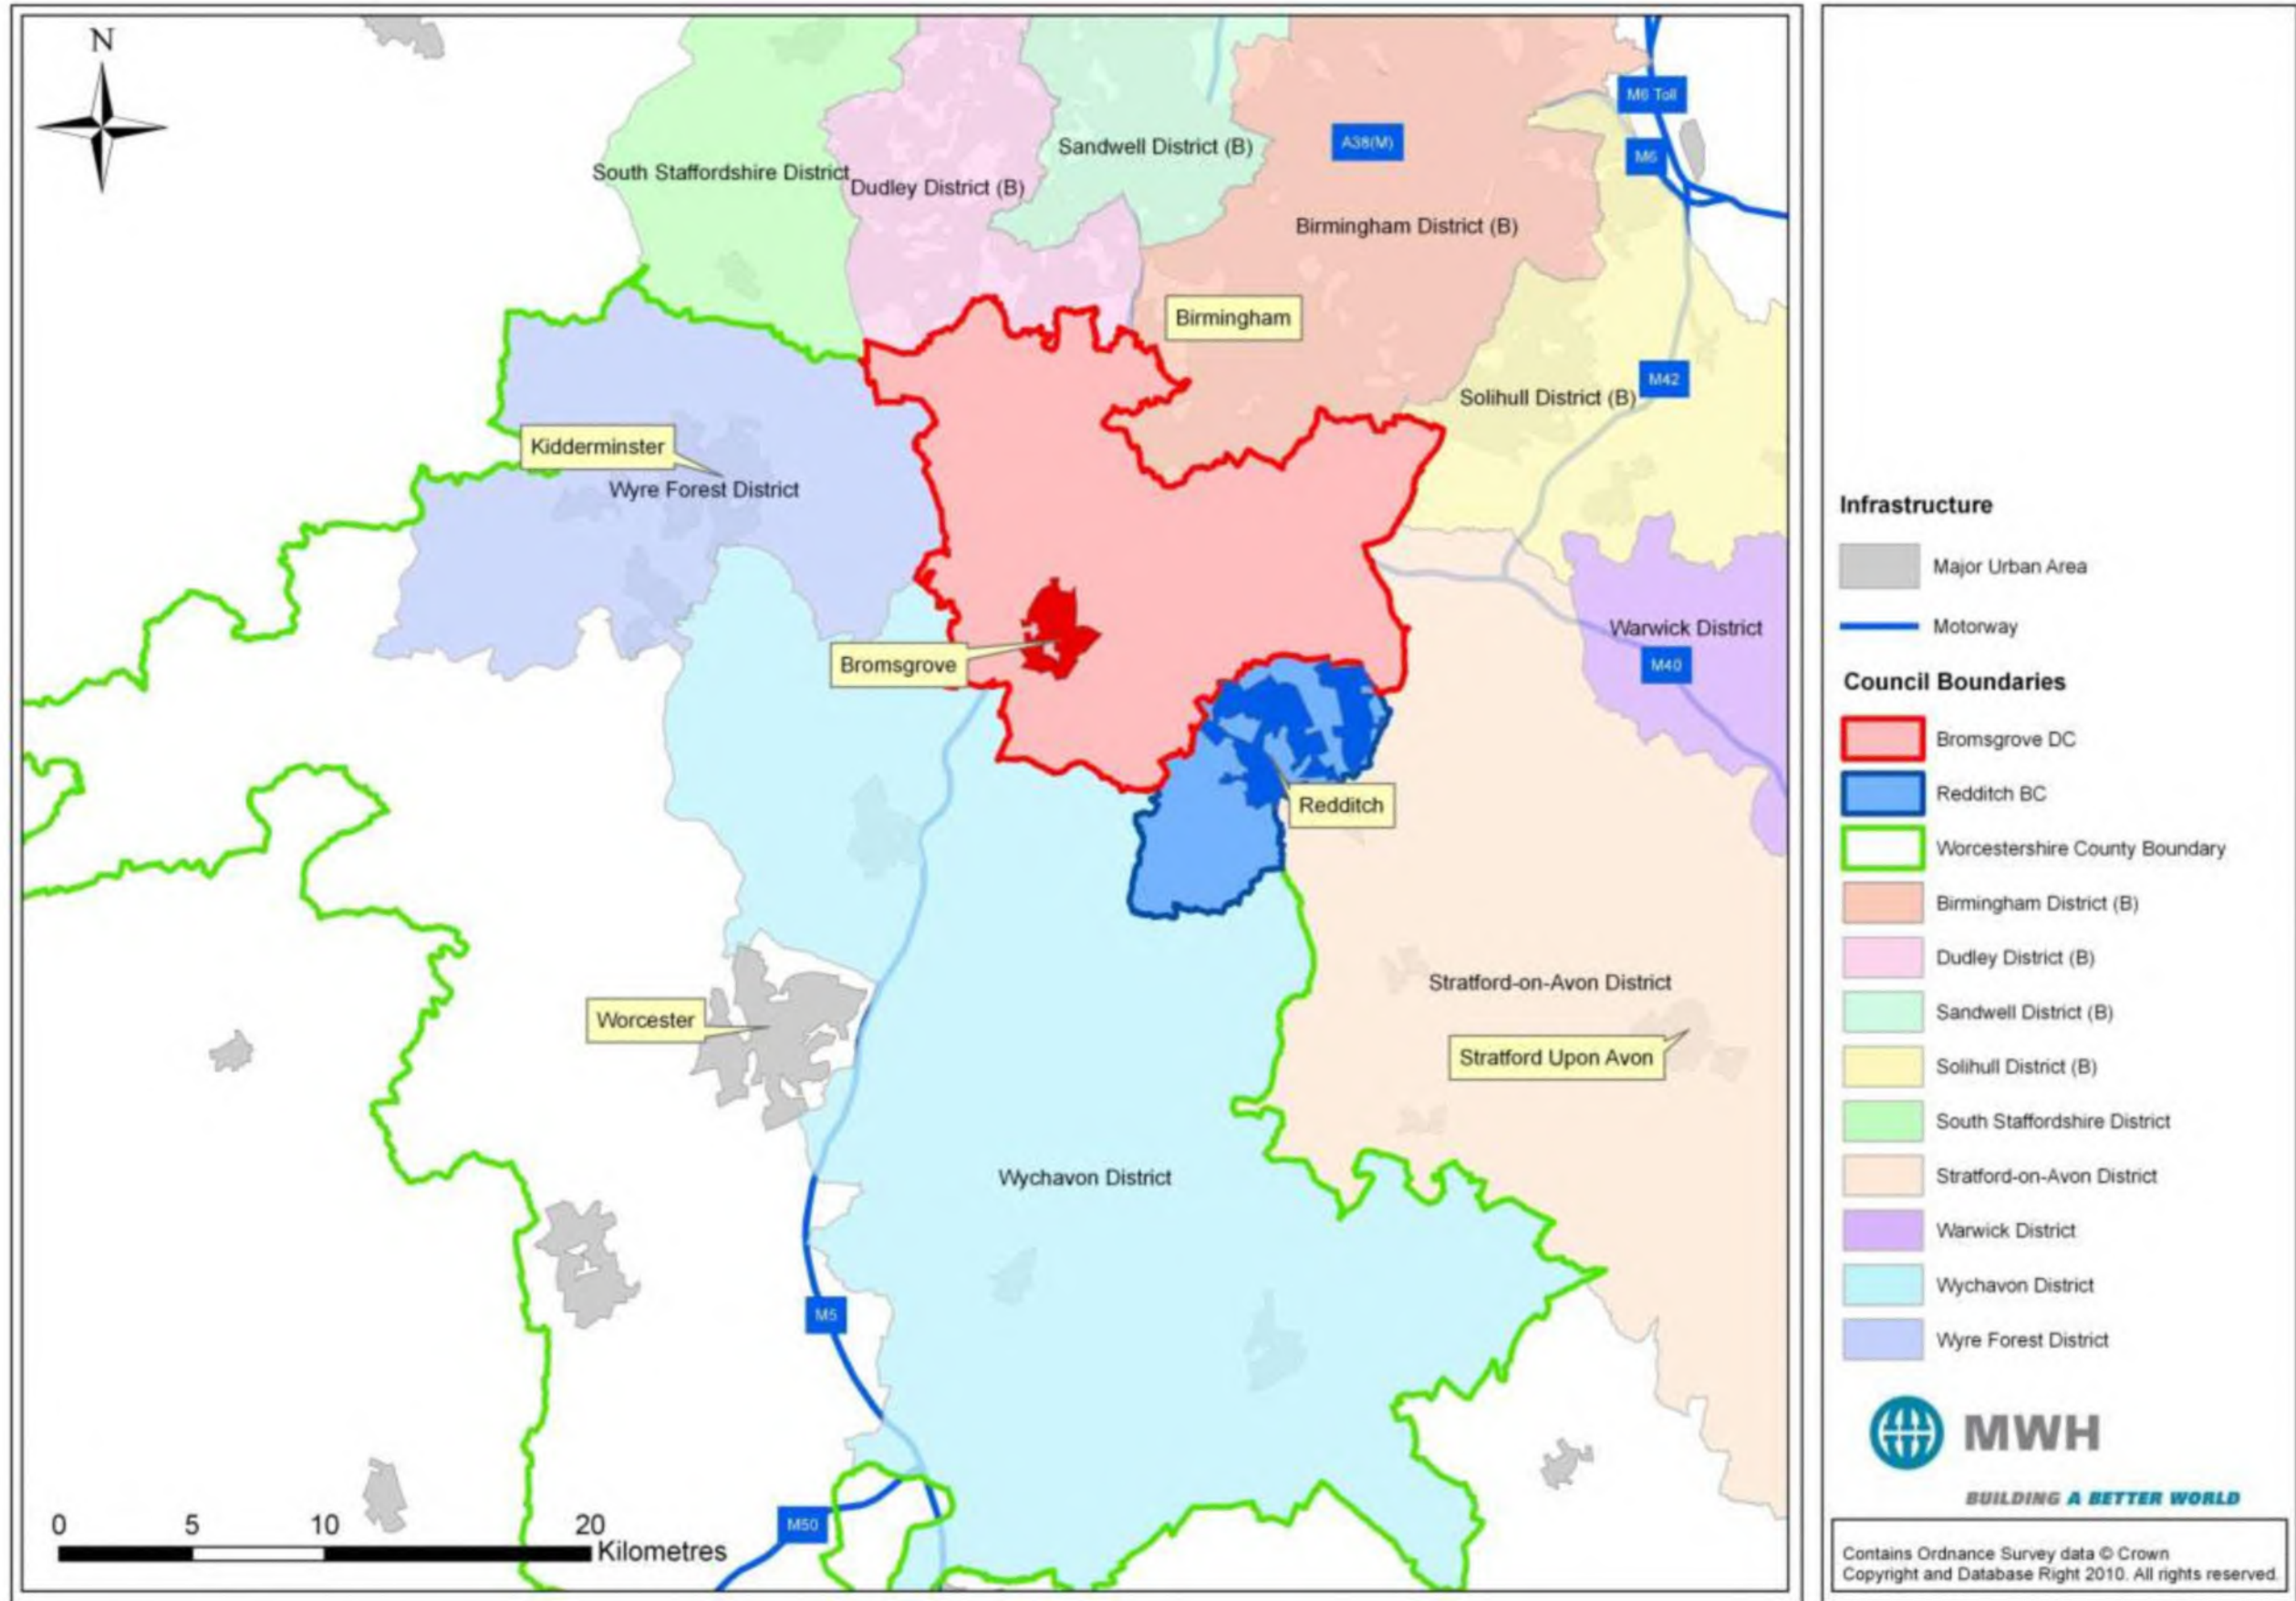 N
M6 Toll
A38(M)
Sandwell District (B)
M6
South Staffordshire District
Dudley District (B)
Birmingham District (B)
Birmingham
M42
Solihull District (B)
Kidderminster
Wyre Forest District
Warwick District
Bromsgrove
M40
Redditch
Stratford-on-Avon District
Worcester
Stratford Upon Avon
Wychavon District
M5
M50
0 5 10 20
Kilometres
Infrastructure
Major Urban Area
Motorway
Council Boundaries
Bromsgrove DC
Redditch BC
Worcestershire County Boundary
Birmingham District (B)
Dudley District (B)
Sandwell District (B)
Solihull District (B)
South Staffordshire District
Stratford-on-Avon District
Warwick District
Wychavon District
Wyre Forest District
MWH
BUILDING A BETTER WORLD
Contains Ordnance Survey data © Crown
Copyright and Database Right 2010. All rights reserved.